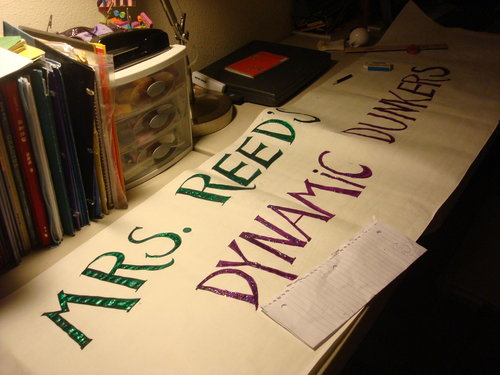 MRS. REED'S
DYNAMiC DUNKERS